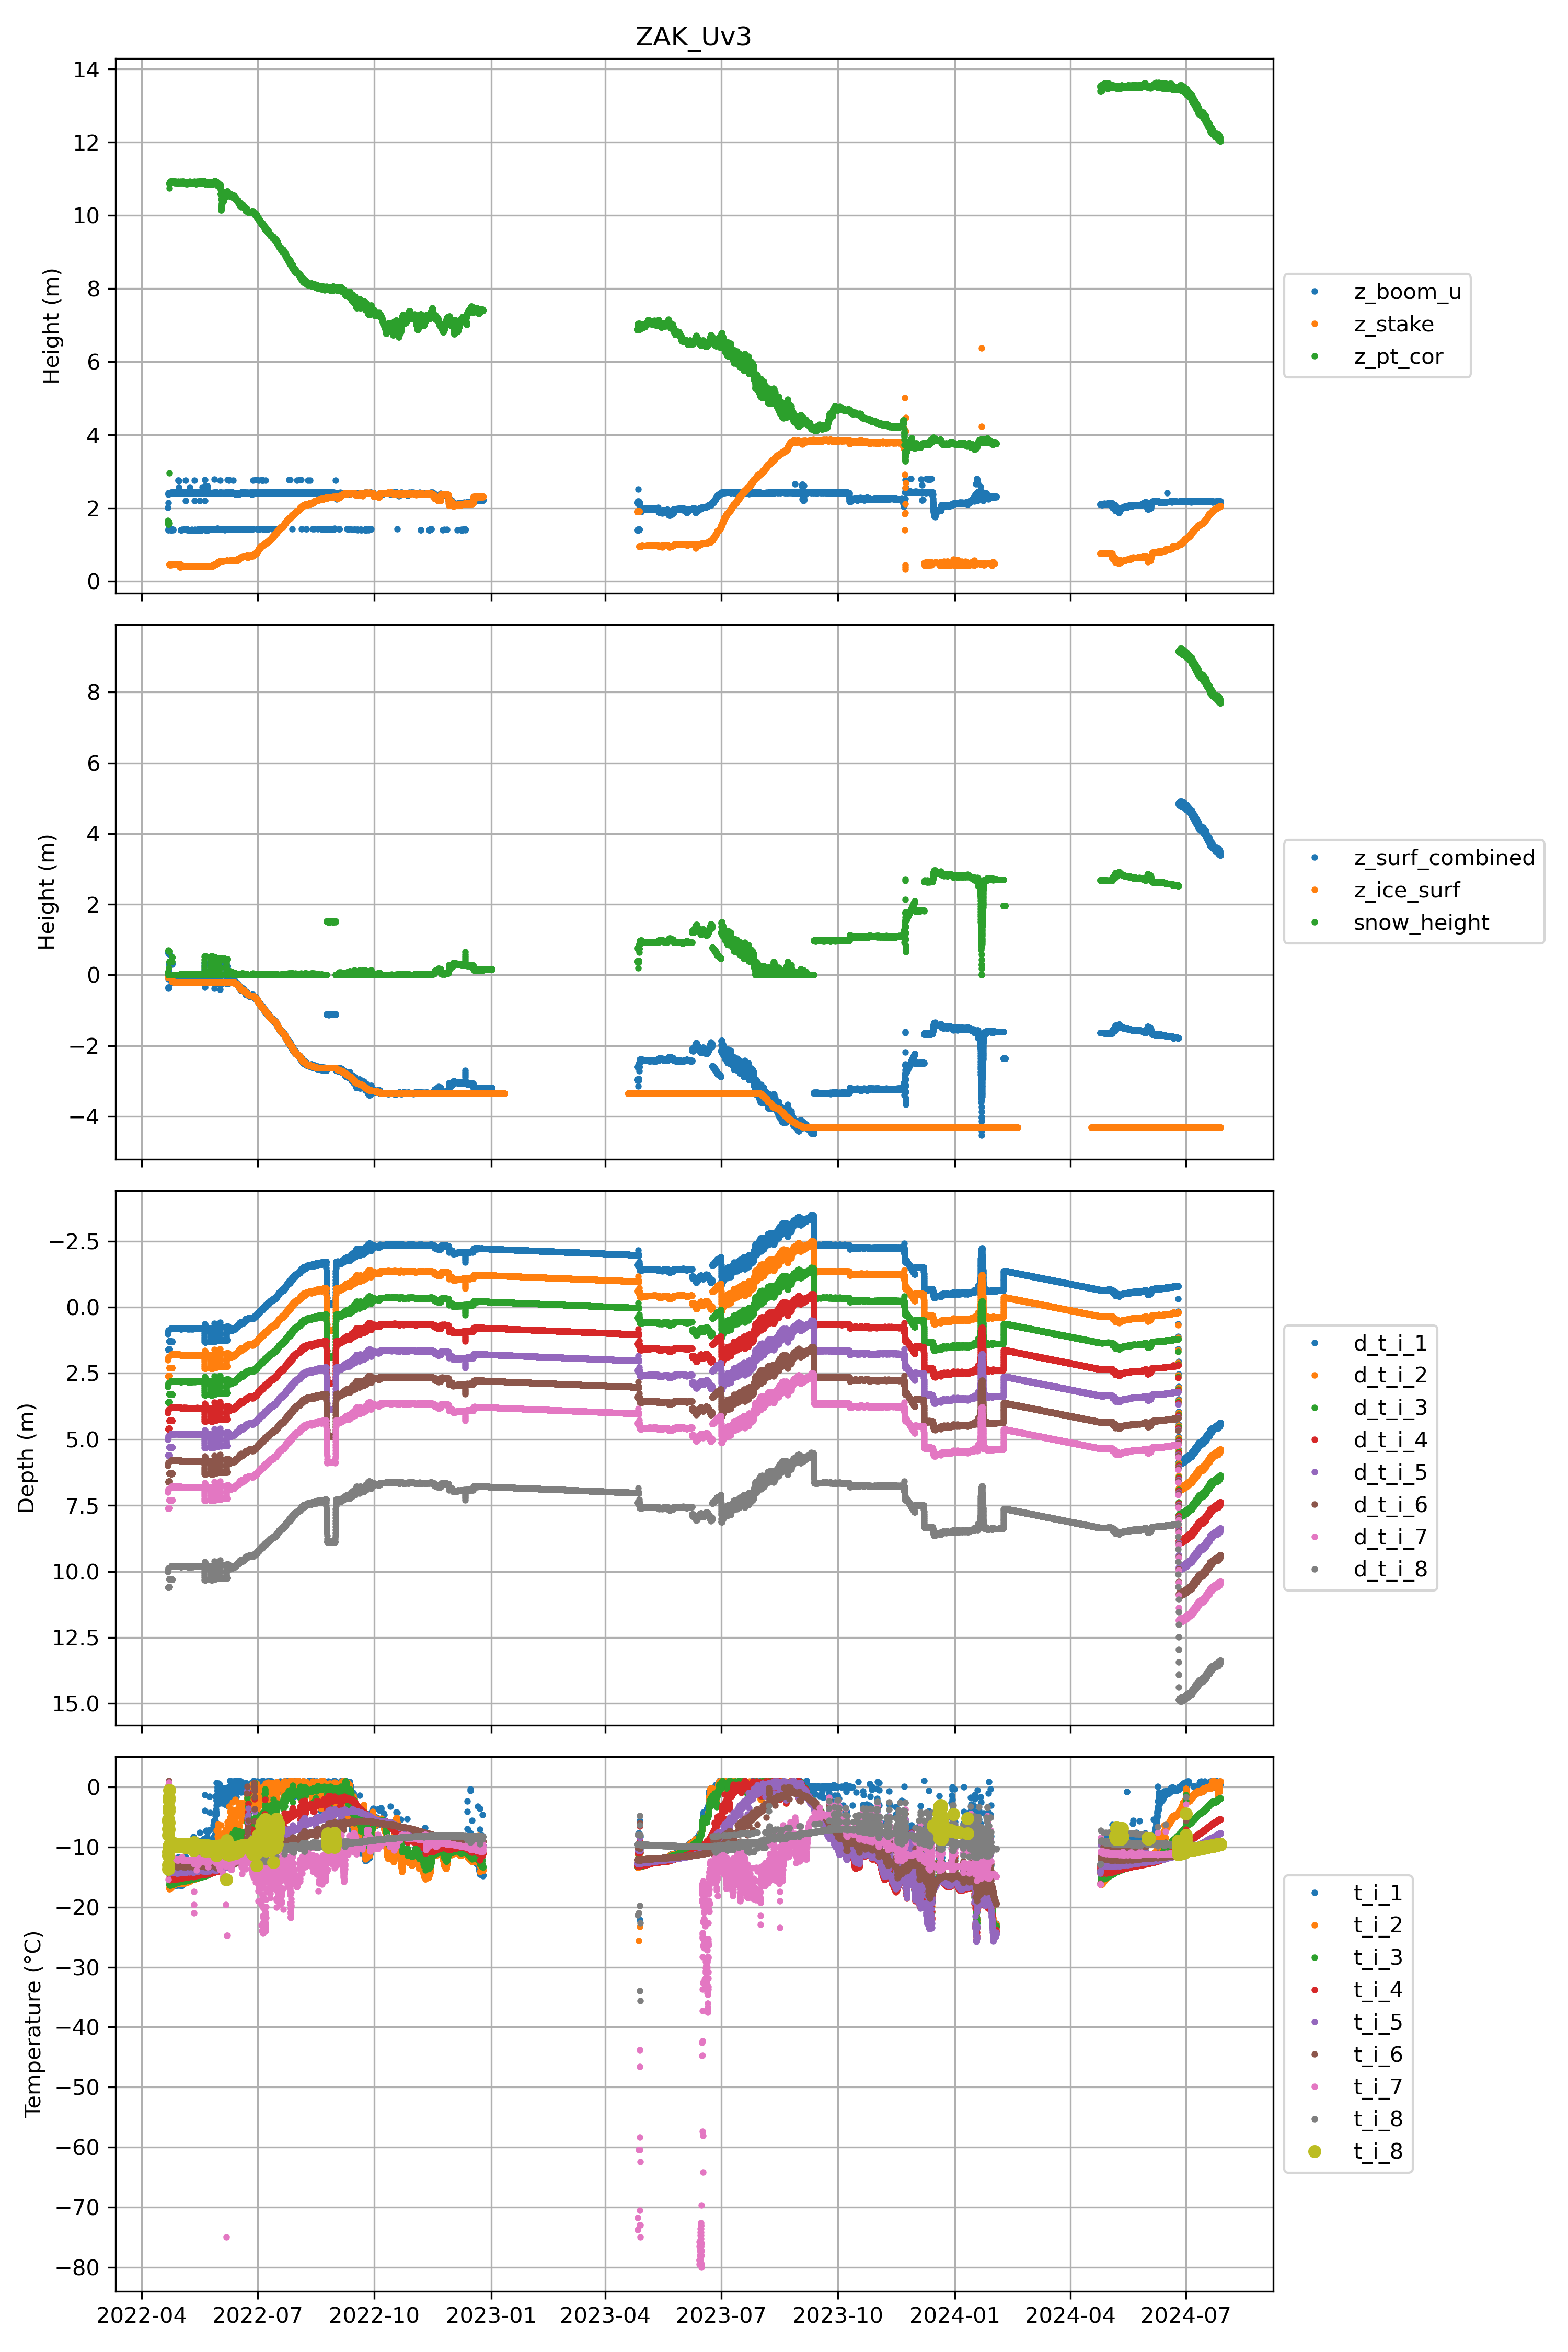 ZAK_Uv3
14
12
10
8
6
4
2
0
Height (m)
z_boom_u
z_stake
z_pt_cor
8
6
4
2
0
−2
−4
Height (m)
z_surf_combined
z_ice_surf
snow_height
−2.5
0.0
2.5
5.0
7.5
10.0
12.5
15.0
Depth (m)
d_t_i_1
d_t_i_2
d_t_i_3
d_t_i_4
d_t_i_5
d_t_i_6
d_t_i_7
d_t_i_8
0
−10
−20
−30
−40
−50
−60
−70
−80
Temperature (°C)
t_i_1
t_i_2
t_i_3
t_i_4
t_i_5
t_i_6
t_i_7
t_i_8
t_i_8
2022-04 2022-07 2022-10 2023-01 2023-04 2023-07 2023-10 2024-01 2024-04 2024-07